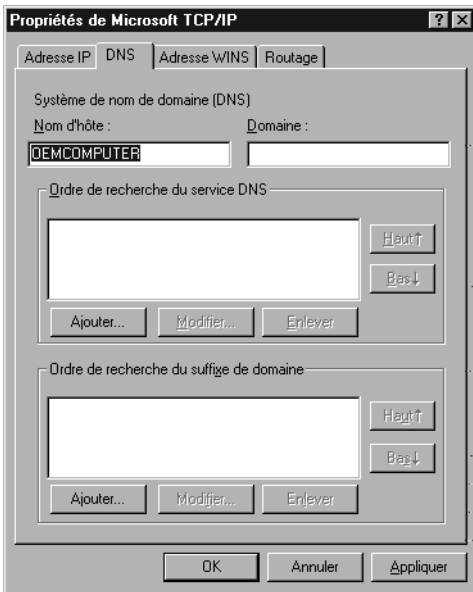 Propriétés de Microsoft TCP/IP
Adresse IP DNS Adresse WINS Routage
Système de nom de domaine (DNS)
Nom d'hôte : Domaine :
OEMCOMPUTER
Ordre de recherche du service DNS
Haut↑
Bas↓
Ajouter... Modifier... Enlever
Ordre de recherche du suffixe de domaine
Haut↑
Bas↓
Ajouter... Modifier... Enlever
OK Annuler Appliquer